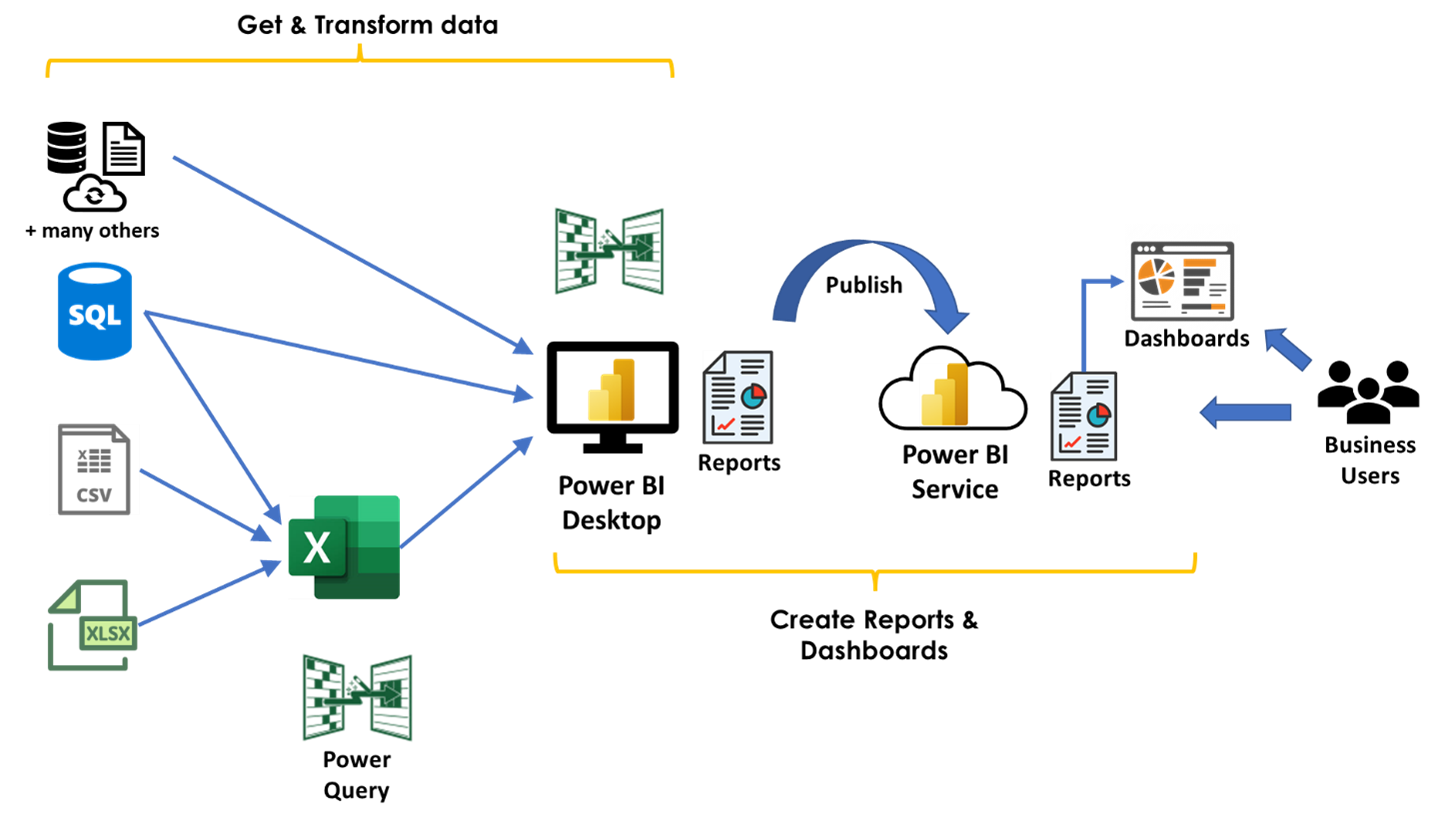 Get & Transform data
+ many others
SQL
X
CSV
XLSX
X
Power
Query
Power BI
Desktop
Reports
Publish
Power BI
Service
Reports
Dashboards
Business
Users
Create Reports &
Dashboards